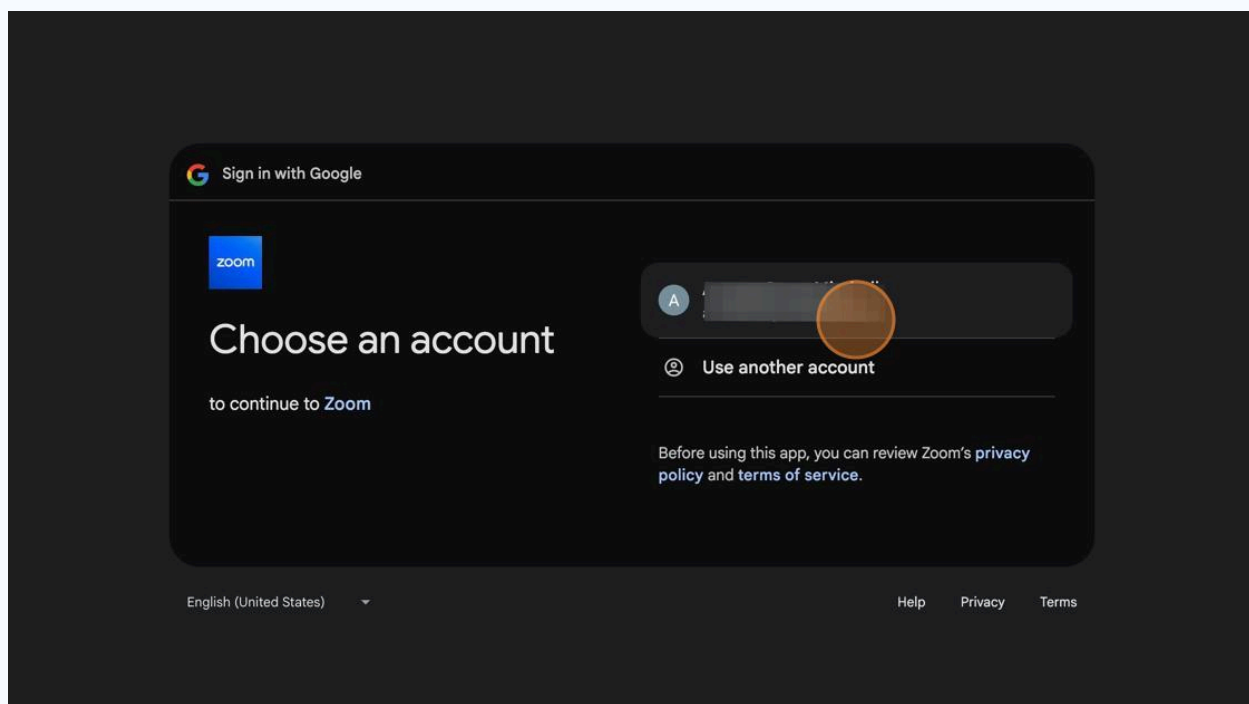 Sign in with Google
zoom
Choose an account
to continue to Zoom
A
Use another account
Before using this app, you can review Zoom's privacy
policy and terms of service.
English (United States)
Help Privacy Terms